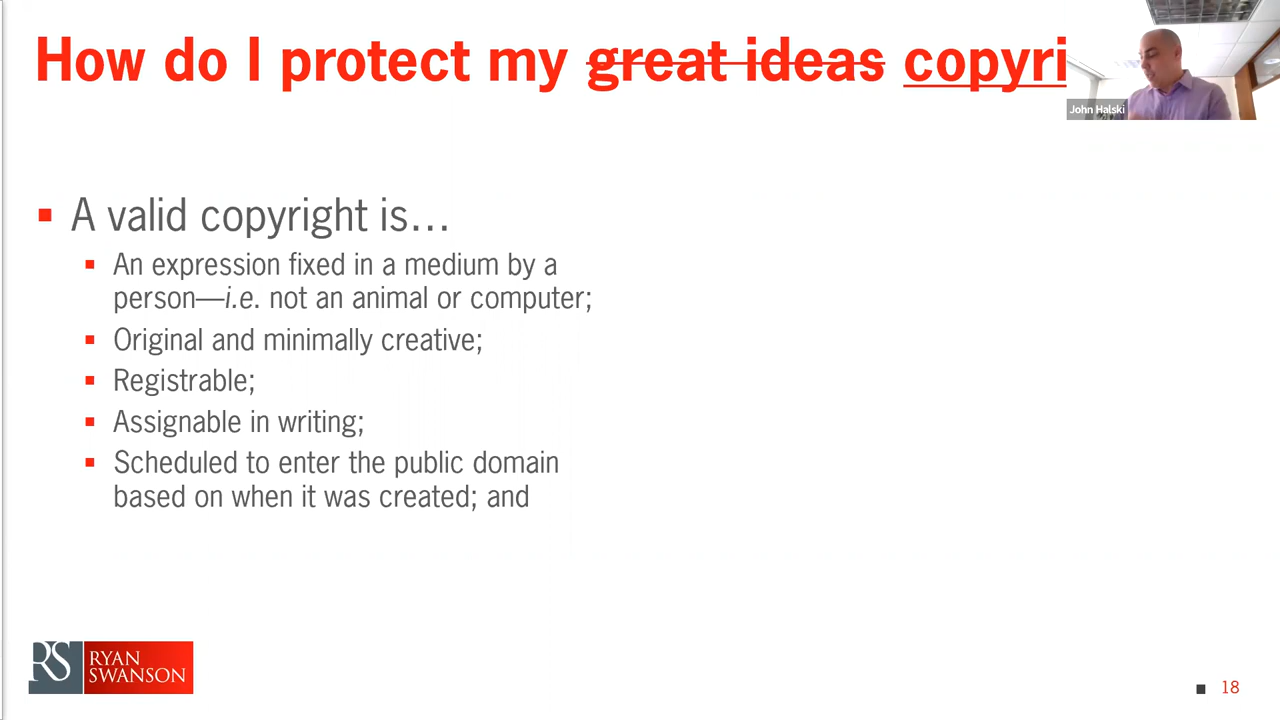 How do I protect my great ideas copyri
John Halski
A valid copyright is…
An expression fixed in a medium by a
person—i.e. not an animal or computer;
Original and minimally creative;
Registrable;
Assignable in writing;
Scheduled to enter the public domain
based on when it was created; and
RS RYAN
SWANSON
18